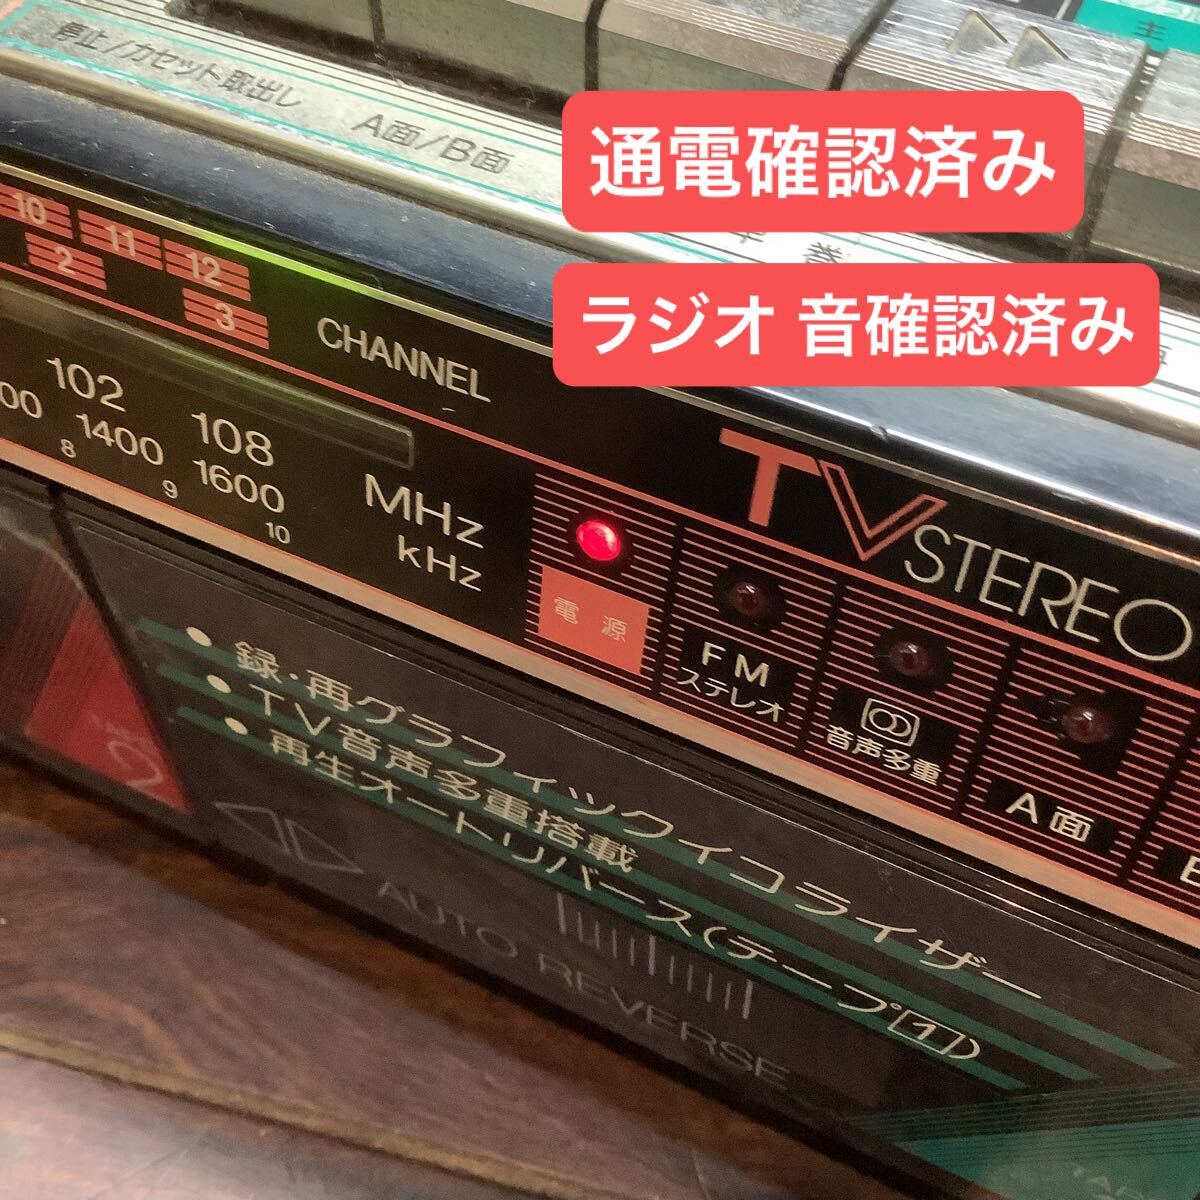 主
停止/カセット取出し A面/B面
通電確認済み
早巻
ラジオ 音確認済み
10 11 12
2 3
CHANNEL
102 108 MHz
1400 1600 kHz
8 9 10
TV STEREO
電源
FM
ステレオ
音声多重
A面
• 録・再グラフィックイコライザー
• TV音声多重搭載
• 再生オートリバース(テープ[1])
AUTO REVERSE
2